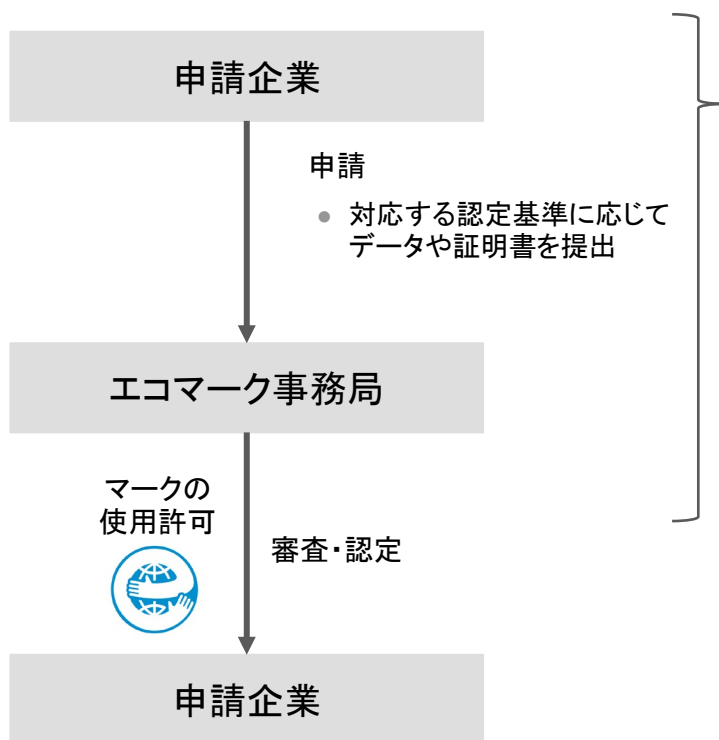 申請企業
申請
● 対応する認定基準に応じて
データや証明書を提出
エコマーク事務局
マークの
使用許可
審査・認定
申請企業